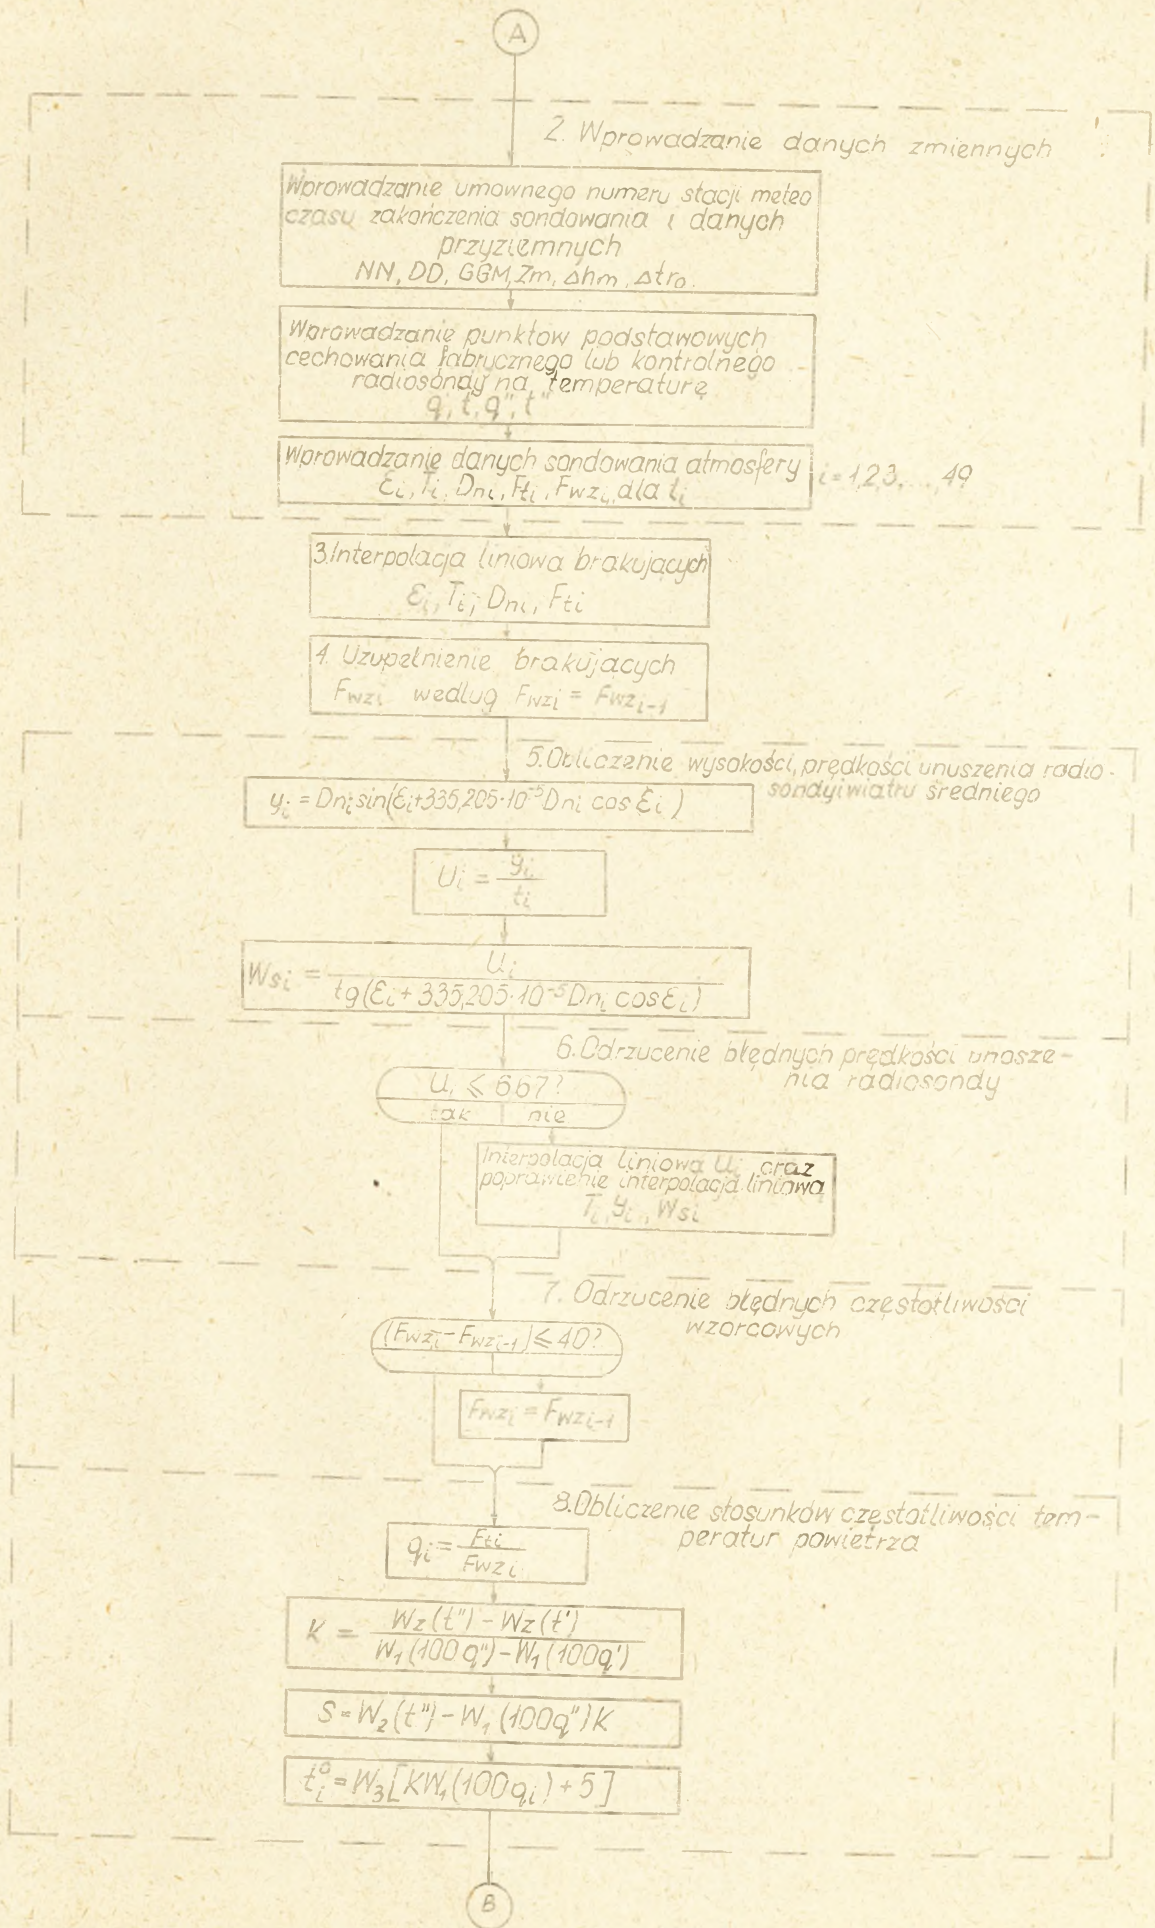 A
2. Wprowadzanie danych zmiennych
Wprowadzanie umownego numeru stacji meteo
czasu zakończenia sondowania i danych
przyziemnych
NN, DD, GGM, Zm, Δhm, Δtro.
Wprowadzanie punktów podstawowych
cechowania fabrycznego lub kontrolnego
radiosondy na temperaturę
q', t', q'', t''
Wprowadzanie danych sondowania atmosfery
εi, Ti, Dni, Fti, Fwzi, dla ti
i = 1,2,3, ..., 49
3. Interpolacja liniowa brakujących
εi, Ti, Dni, Fti
4. Uzupełnienie brakujących
Fwzi według Fwzi = Fwzi-1
5. Obliczenie wysokości, prędkości unuszenia radio-
sondy i wiatru średniego
yi = Dni sin(εi+335,205·10⁻⁵Dni cos εi)
Ui = yi / ti
Wsi = Ui / tg(εi + 335,205·10⁻⁵Dni cos εi)
6. Odrzucenie błędnych prędkości unosze-
nia radiosondy
Ui ⩽ 667?
tak nie
Interpolacja liniowa Ui oraz
poprawienie interpolacją liniową
Ti, yi, Wsi
7. Odrzucenie błędnych częstotliwości
wzorcowych
(Fwzi - Fwzi-1) ⩽ 40?
Fwzi = Fwzi-1
8. Obliczenie stosunków częstotliwości tem-
peratur powietrza
qi = Fti / Fwzi
K = Wz(t'') - Wz(t') / W1(100q'') - W1(100q')
S = W2(t'') - W1(100q'')K
t°i = W3[KW1(100qi) + 5]
B